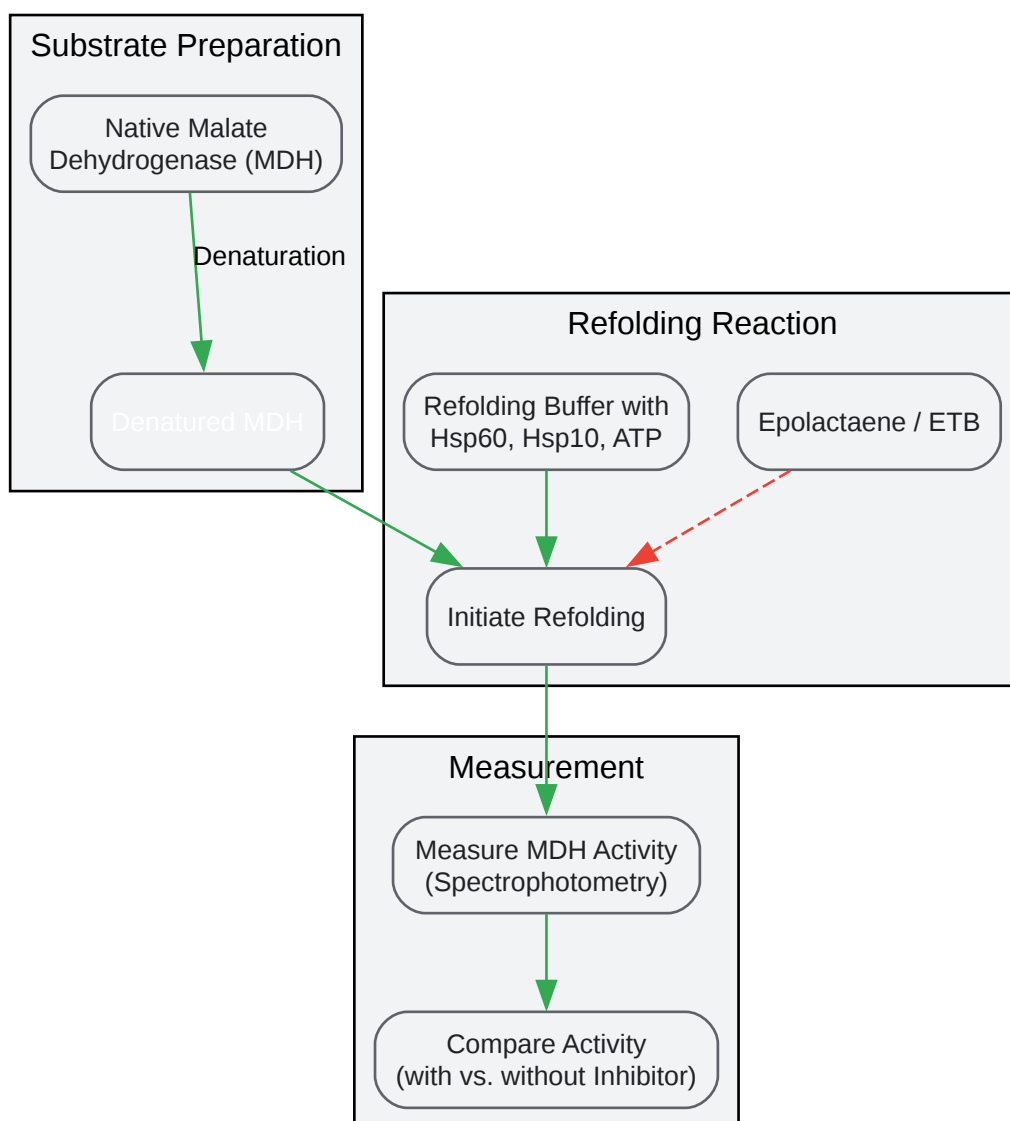 Substrate Preparation
Native Malate
Dehydrogenase (MDH)
Denaturation
Denatured MDH
Refolding Reaction
Refolding Buffer with
Hsp60, Hsp10, ATP
Epolactaene / ETB
Initiate Refolding
Measurement
Measure MDH Activity
(Spectrophotometry)
Compare Activity
(with vs. without Inhibitor)